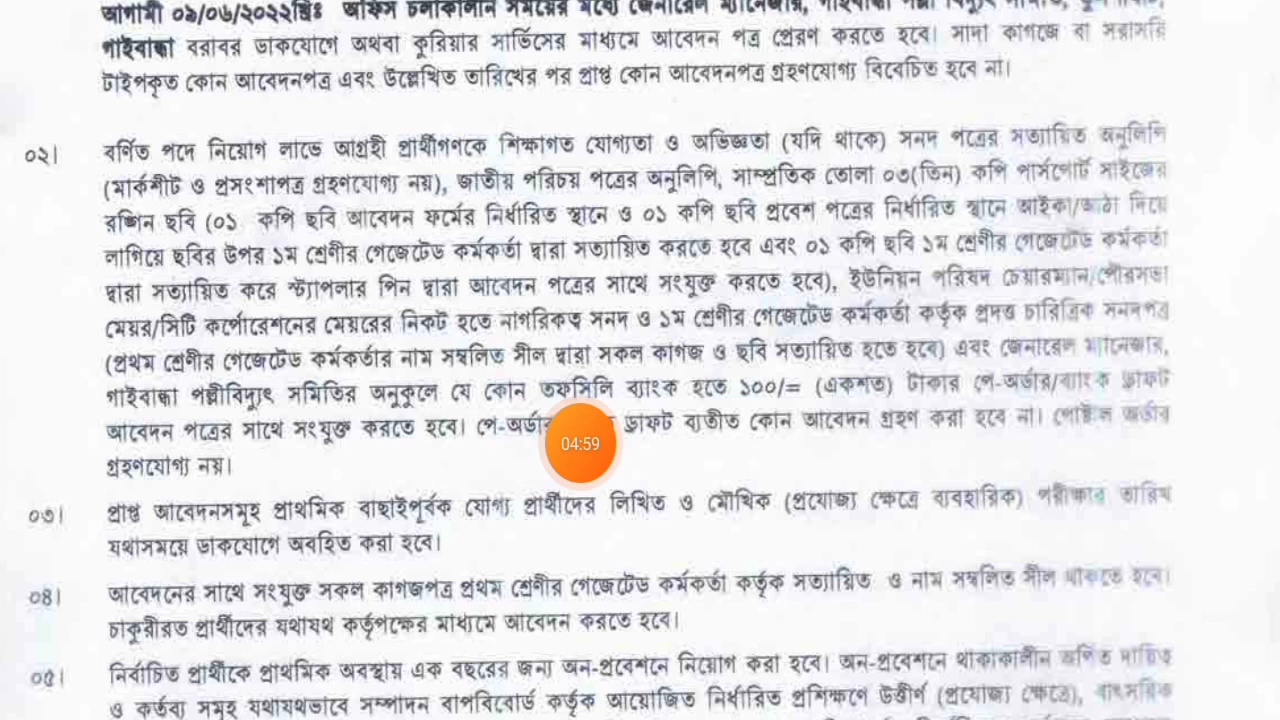 আগামী ০৯/০৬/২০২২খ্রিঃ অফিস চলাকালীন সময়ের মধ্যে জেনারেল ম্যানেজার, গাইবান্ধা পল্লী বিদ্যুৎ
গাইবান্ধা বরাবর ডাকযোগে অথবা কুরিয়ার সার্ভিসের মাধ্যমে আবেদন পত্র প্রেরণ করতে হবে। সাদা কাগজে বা সরাসরি
টাইপকৃত কোন আবেদনপত্র এবং উল্লেখিত তারিখের পর প্রাপ্ত কোন আবেদনপত্র গ্রহণযোগ্য বিবেচিত হবে না।
০২। বর্ণিত পদে নিয়োগ লাভে আগ্রহী প্রার্থীগণকে শিক্ষাগত যোগ্যতা ও অভিজ্ঞতা (যদি থাকে) সনদ পত্রের সত্যায়িত অনুলিপি
(মার্কশীট ও প্রসংশাপত্র গ্রহণযোগ্য নয়), জাতীয় পরিচয় পত্রের অনুলিপি, সাম্প্রতিক তোলা ০৩(তিন) কপি পাসপোর্ট সাইজের
রঙ্গিন ছবি (০১ কপি ছবি আবেদন ফর্মের নির্ধারিত স্থানে ও ০১ কপি ছবি প্রবেশ পত্রের নির্ধারিত স্থানে আইকা/আঠা দিয়ে
লাগিয়ে ছবির উপর ১ম শ্রেণীর গেজেটেড কর্মকর্তা দ্বারা সত্যায়িত করতে হবে এবং ০১ কপি ছবি ১ম শ্রেণীর গেজেটেড কর্মকর্তা
দ্বারা সত্যায়িত করে স্ট্যাপলার পিন দ্বারা আবেদন পত্রের সাথে সংযুক্ত করতে হবে), ইউনিয়ন পরিষদ চেয়ারম্যান/পৌরসভা
মেয়র/সিটি কর্পোরেশনের মেয়রের নিকট হতে নাগরিকত্ব সনদ ও ১ম শ্রেণীর গেজেটেড কর্মকর্তা কর্তৃক প্রদত্ত চারিত্রিক সনদপত্র
(প্রথম শ্রেণীর গেজেটেড কর্মকর্তার নাম সম্বলিত সীল দ্বারা সকল কাগজ ও ছবি সত্যায়িত হতে হবে) এবং জেনারেল ম্যানেজার,
গাইবান্ধা পল্লীবিদ্যুৎ সমিতির অনুকুলে যে কোন তফসিলি ব্যাংক হতে ১০০/= (একশত) টাকার পে-অর্ডার/ব্যাংক ড্রাফট
আবেদন পত্রের সাথে সংযুক্ত করতে হবে। পে-অর্ডার ড্রাফট ব্যতীত কোন আবেদন গ্রহণ করা হবে না। পোষ্টাল অর্ডার
গ্রহণযোগ্য নয়।
04:59
০৩। প্রাপ্ত আবেদনসমূহ প্রাথমিক বাছাইপূর্বক যোগ্য প্রার্থীদের লিখিত ও মৌখিক (প্রযোজ্য ক্ষেত্রে ব্যবহারিক) পরীক্ষার তারিখ
যথাসময়ে ডাকযোগে অবহিত করা হবে।
০৪। আবেদনের সাথে সংযুক্ত সকল কাগজপত্র প্রথম শ্রেণীর গেজেটেড কর্মকর্তা কর্তৃক সত্যায়িত ও নাম সম্বলিত সীল থাকতে হবে।
চাকুরীরত প্রার্থীদের যথাযথ কর্তৃপক্ষের মাধ্যমে আবেদন করতে হবে।
০৫। নির্বাচিত প্রার্থীকে প্রাথমিক অবস্থায় এক বছরের জন্য অন-প্রবেশনে নিয়োগ করা হবে। অন-প্রবেশনে থাকাকালীন অর্পিত দায়িত্ব
ও কর্তব্য সমূহ যথাযথভাবে সম্পাদন বাপবিবোর্ড কর্তৃক আয়োজিত নির্ধারিত প্রশিক্ষণে উত্তীর্ণ (প্রযোজ্য ক্ষেত্রে), বাৎসরিক